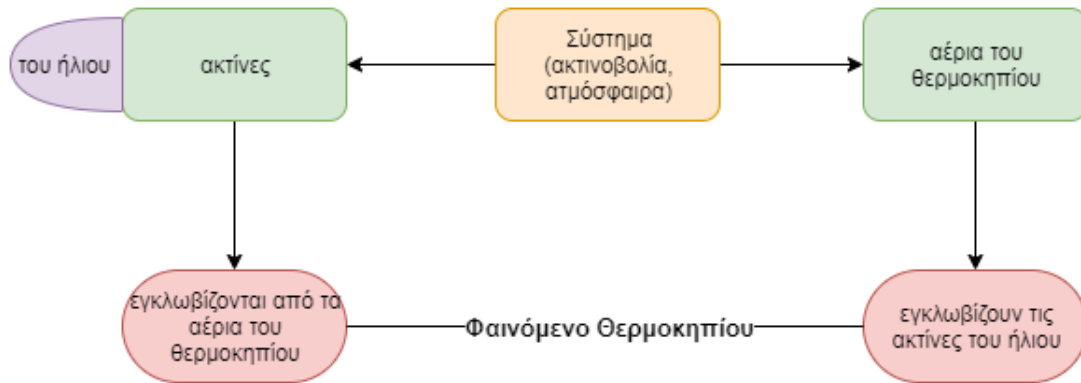 του ήλιου
ακτίνες
Σύστημα
(ακτινοβολία,
ατμόσφαιρα)
αέρια του
θερμοκηπίου
εγκλωβίζονται από τα
αέρια του
θερμοκηπίου
Φαινόμενο Θερμοκηπίου
εγκλωβίζουν τις
ακτίνες του ήλιου